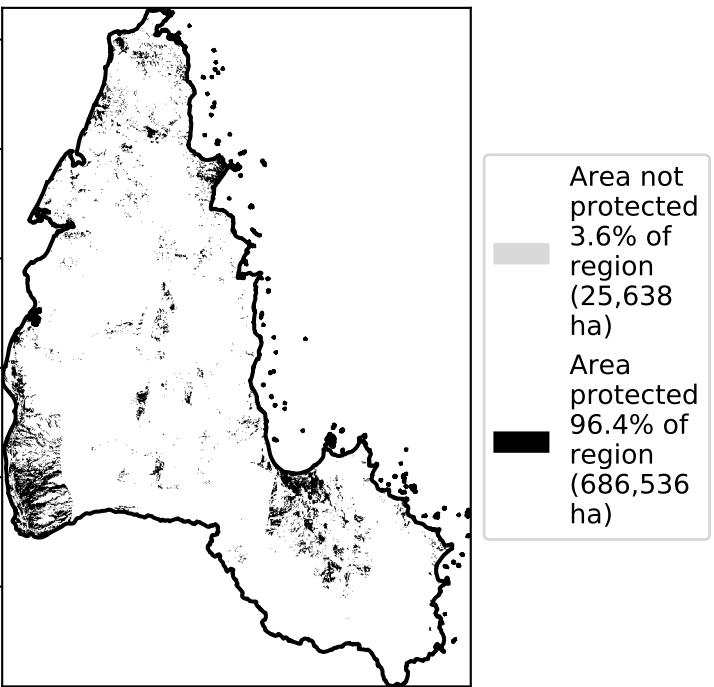 Area not
protected
3.6% of
region
(25,638
ha)
Area
protected
96.4% of
region
(686,536
ha)